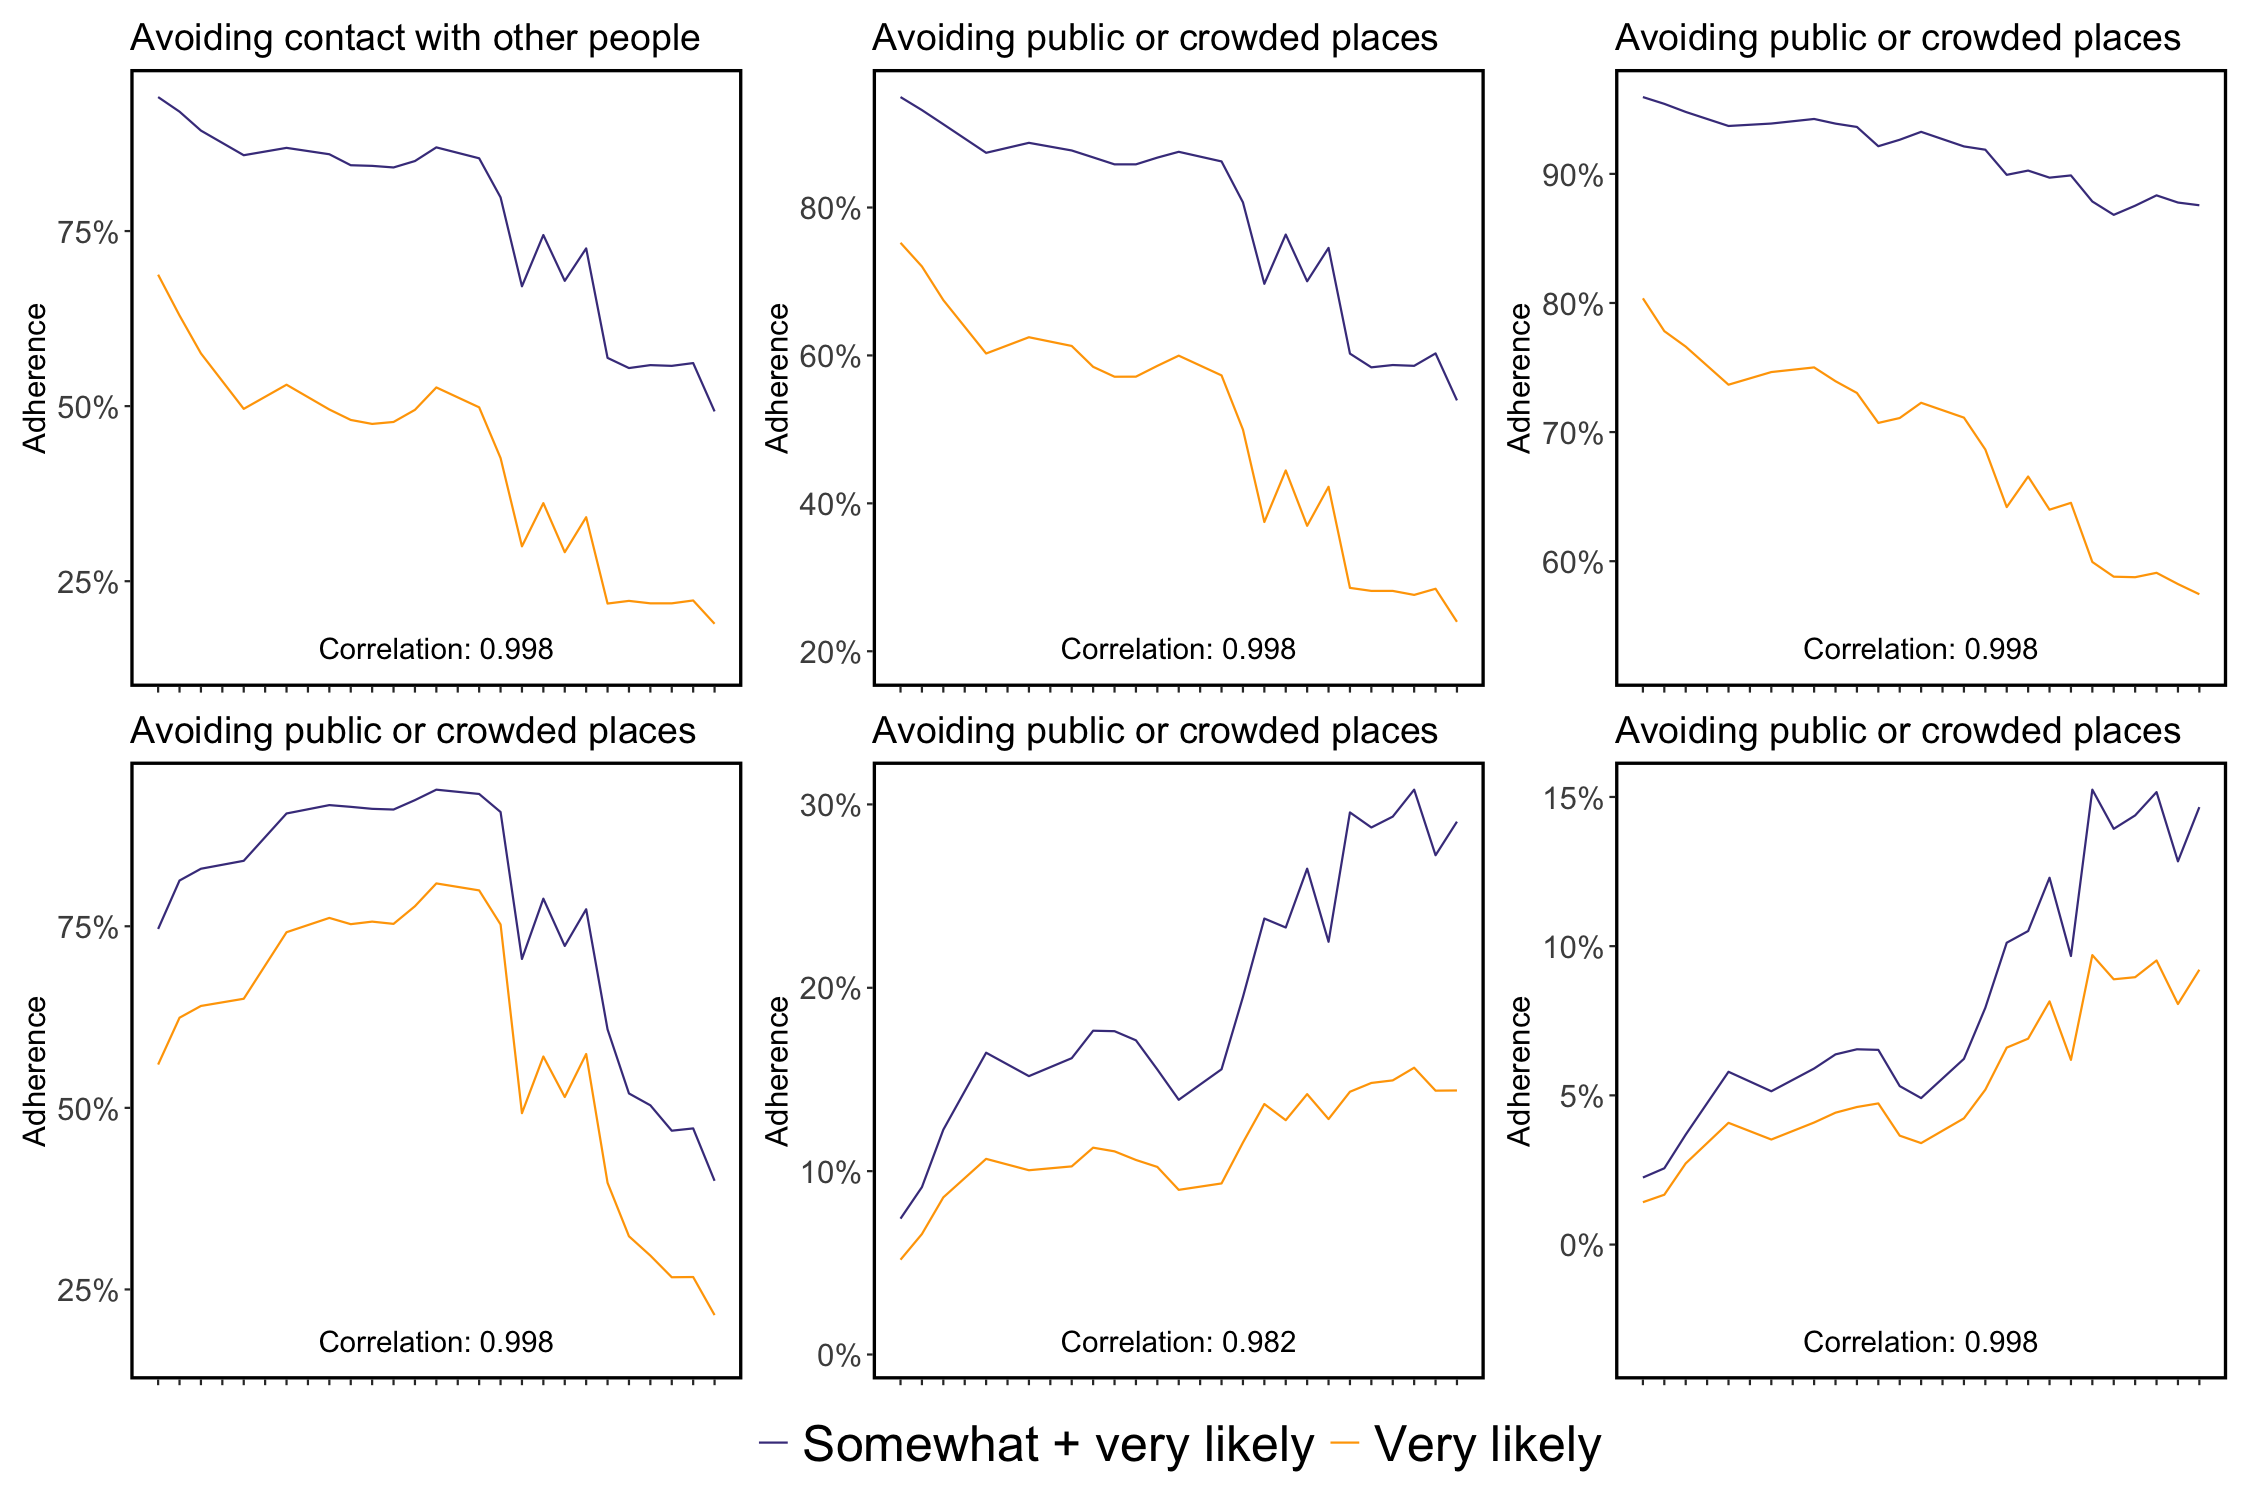 Avoiding contact with other people
Avoiding public or crowded places
Avoiding public or crowded places
Adherence
75%
50%
25%
Correlation: 0.998
Adherence
80%
60%
40%
20%
Correlation: 0.998
Adherence
90%
80%
70%
60%
Correlation: 0.998
Avoiding public or crowded places
Avoiding public or crowded places
Avoiding public or crowded places
Adherence
75%
50%
25%
Correlation: 0.998
Adherence
30%
20%
10%
0%
Correlation: 0.982
Adherence
15%
10%
5%
0%
Correlation: 0.998
Somewhat + very likely
Very likely